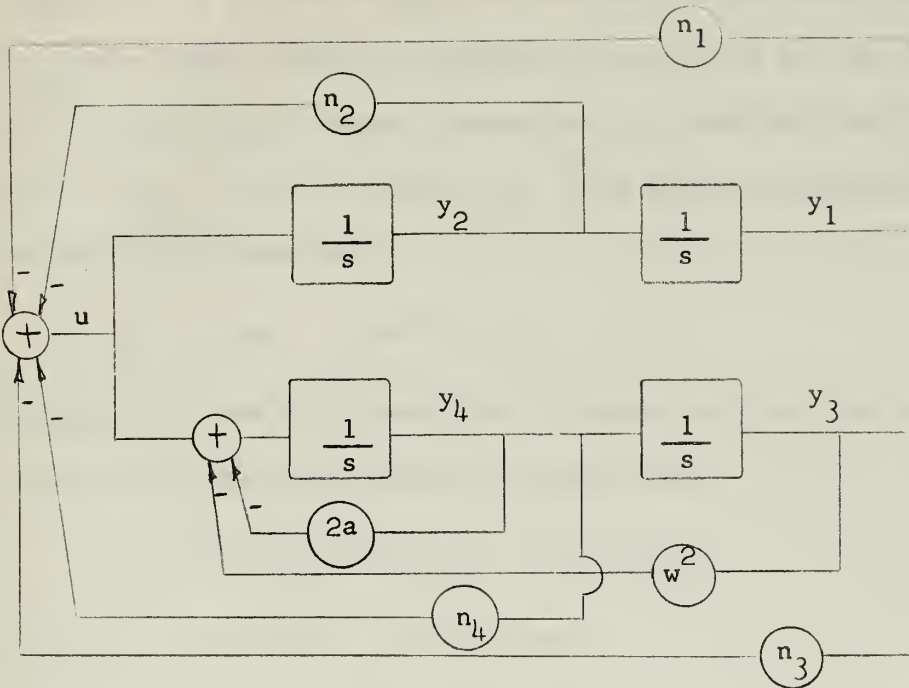 n1
n2
1/s
y2
1/s
y1
-
-
+
u
-
-
1/s
y4
1/s
y3
+
-
-
2a
w²
n4
n3